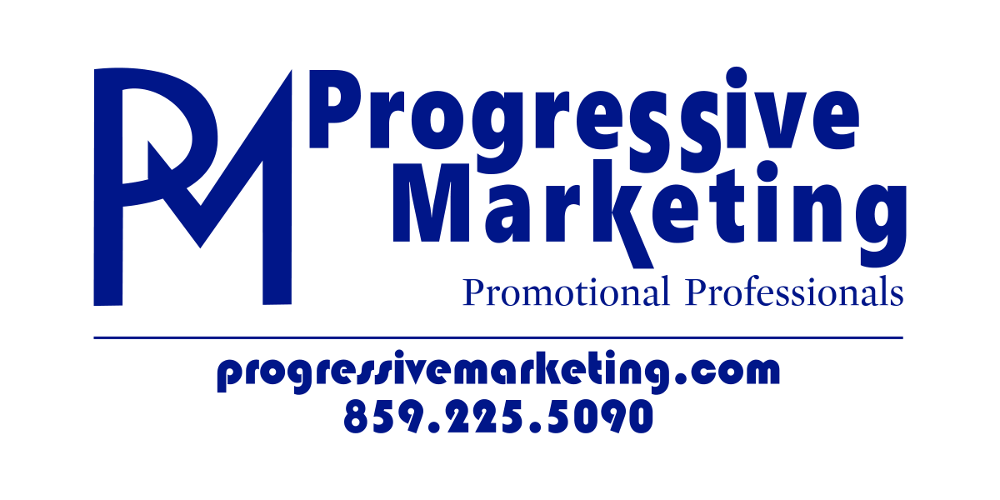 PM
Progressive
Marketing
Promotional Professionals
progressivemarketing.com
859.225.5090